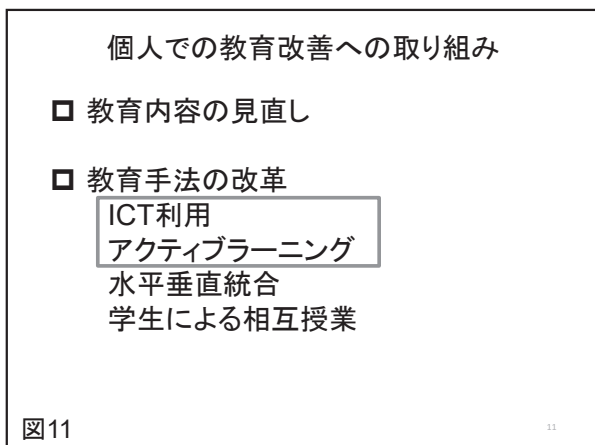 個人での教育改善への取り組み
教育内容の見直し
教育手法の改革
ICT利用
アクティブラーニング
水平垂直統合
学生による相互授業
図11
11